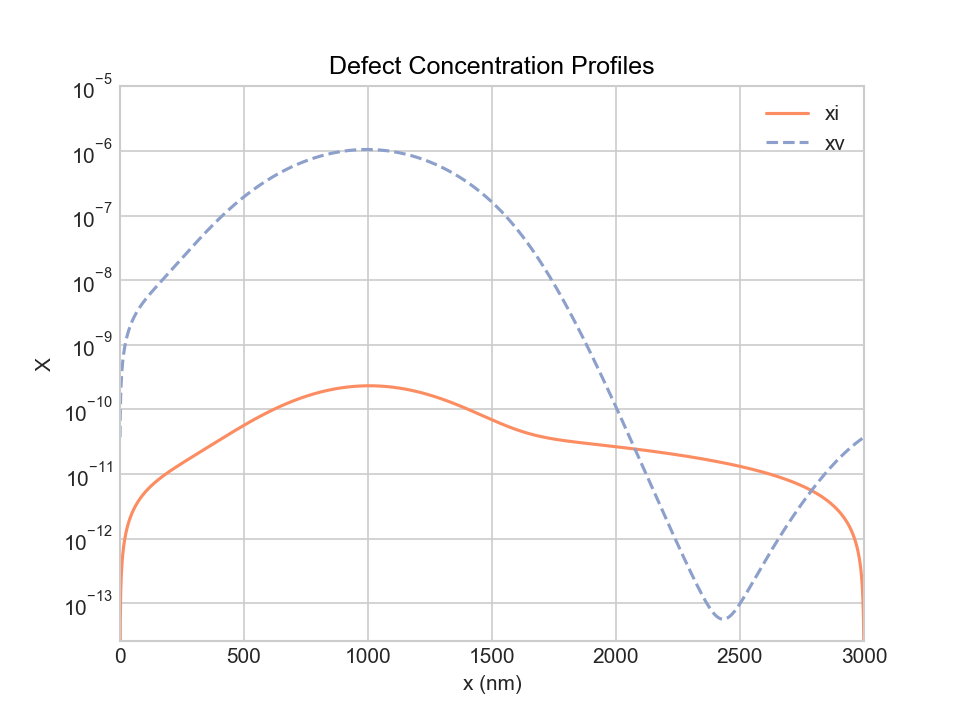 Defect Concentration Profiles
X
10⁻⁵
10⁻⁶
10⁻⁷
10⁻⁸
10⁻⁹
10⁻¹⁰
10⁻¹¹
10⁻¹²
10⁻¹³
xi
xv
0 500 1000 1500 2000 2500 3000
x (nm)